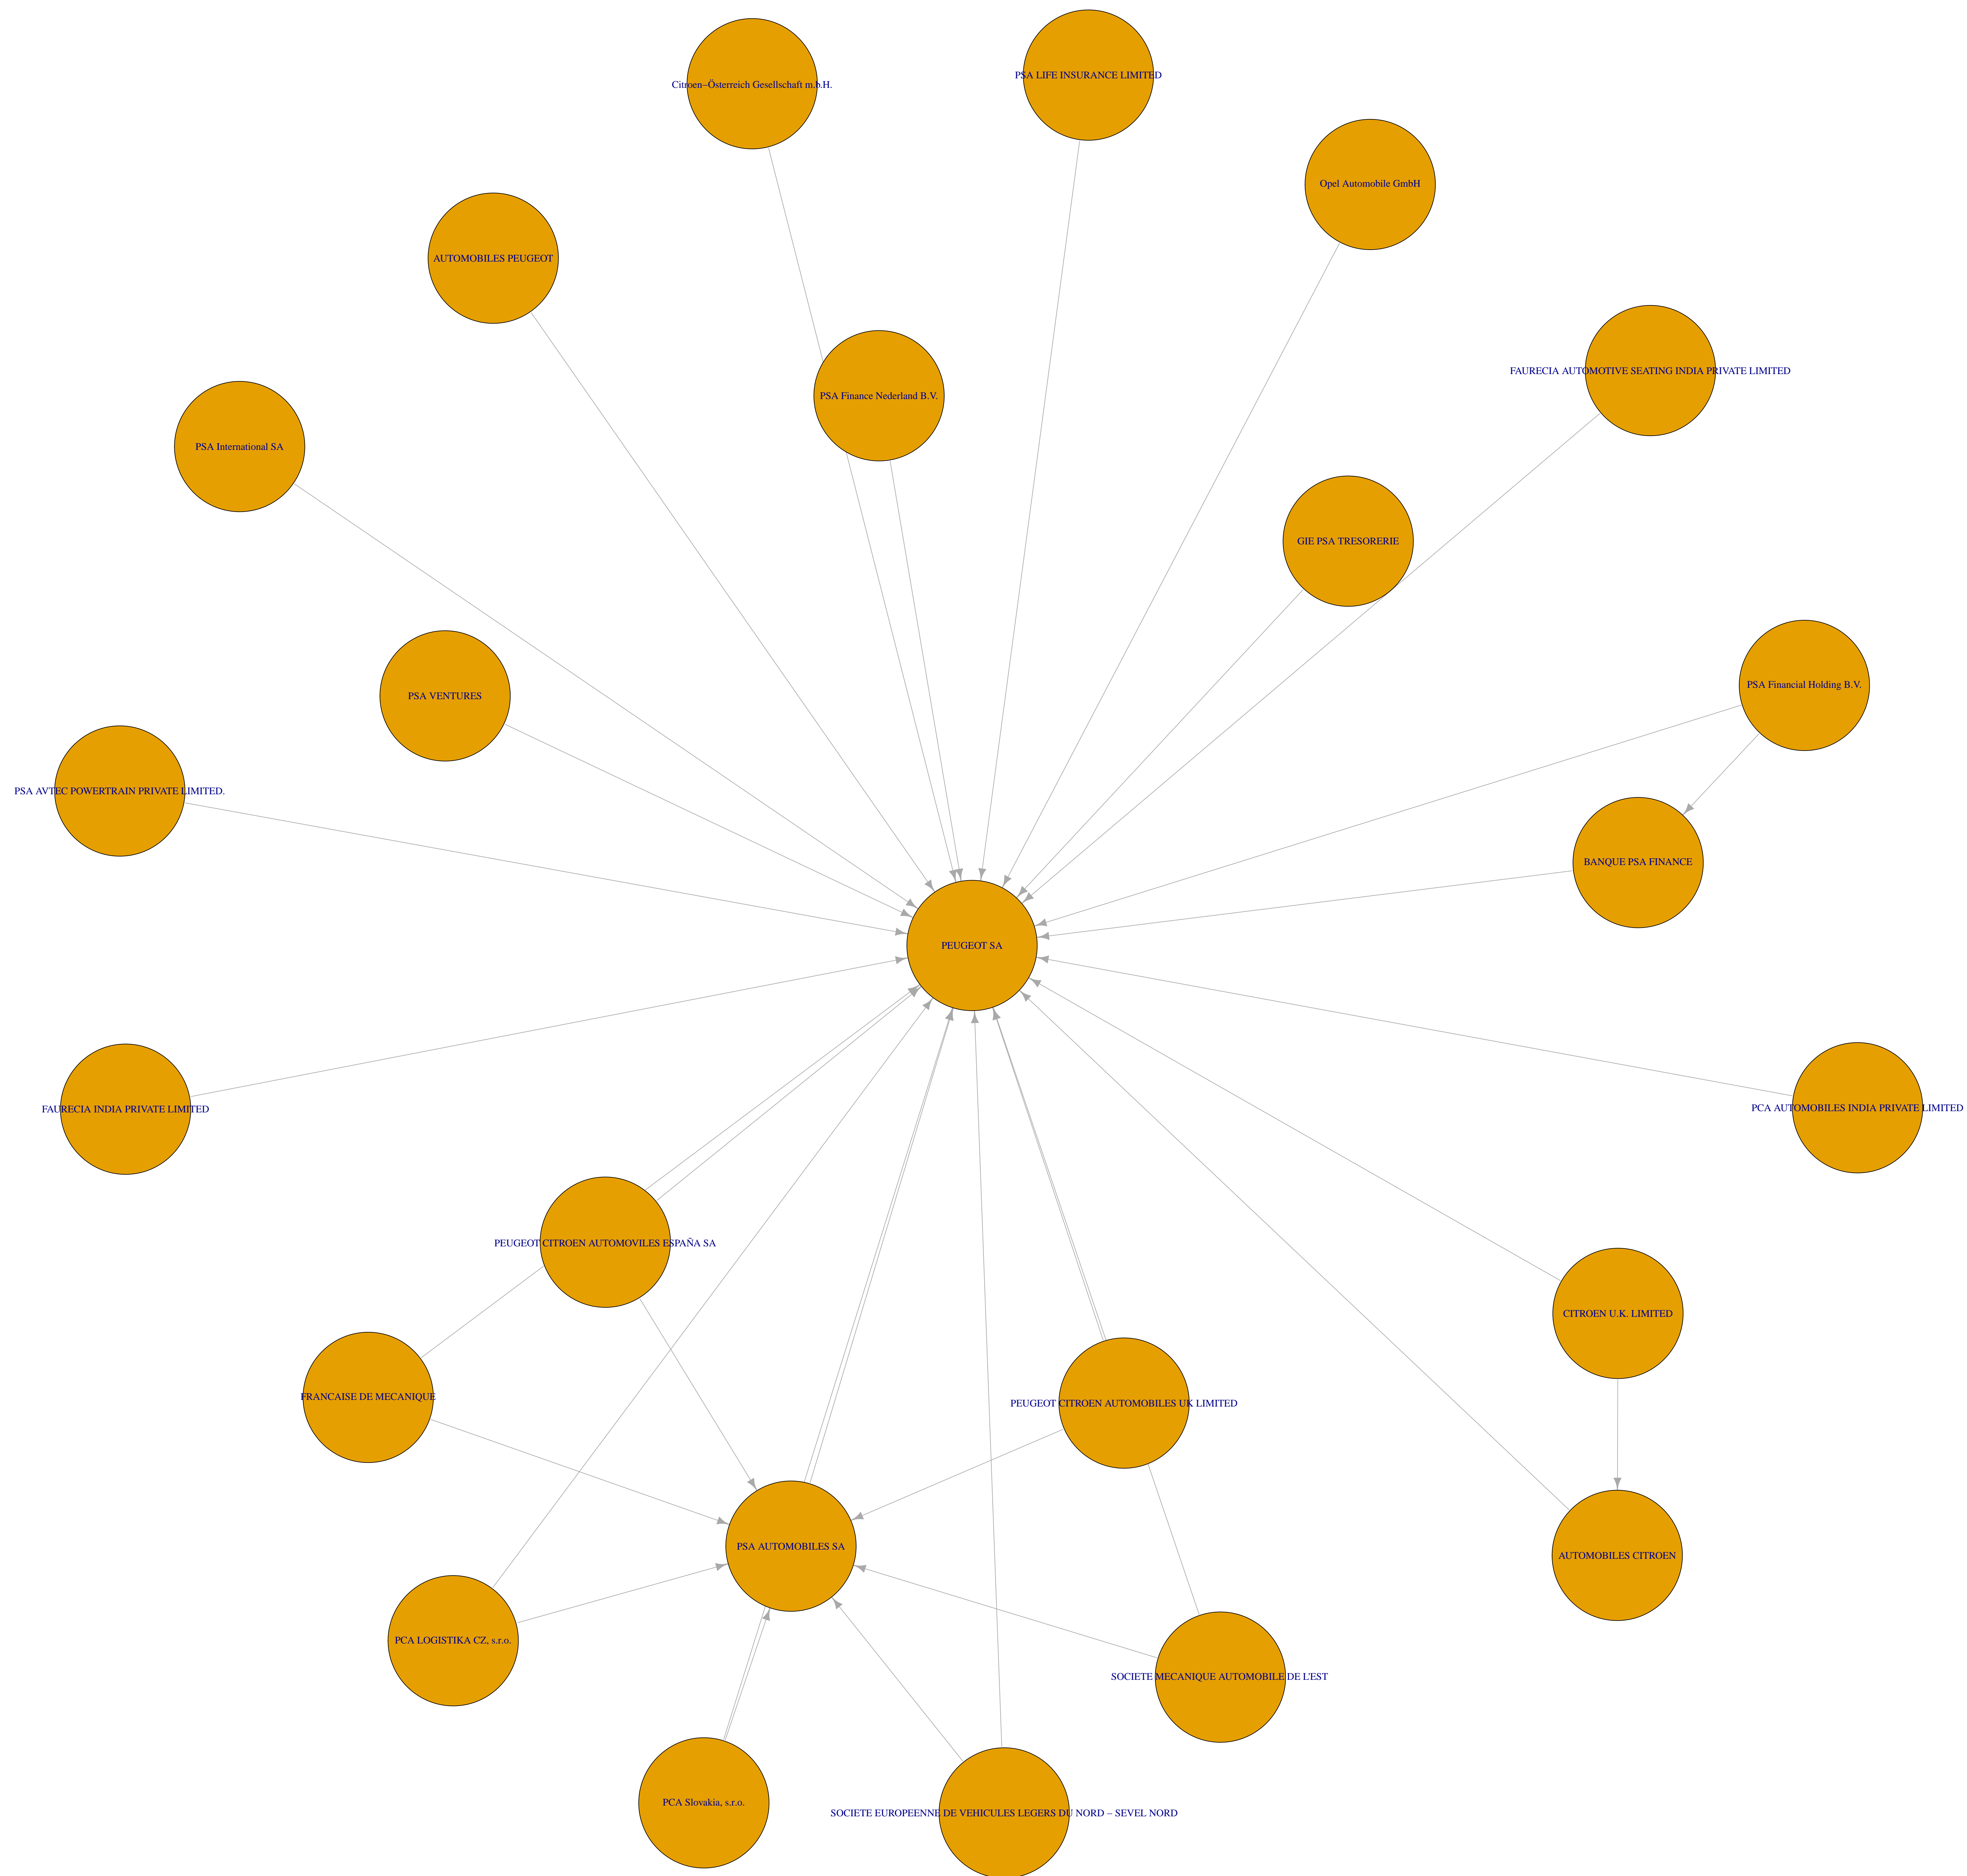 PSA LIFE INSURANCE LIMITED
Citroen–Österreich Gesellschaft m.b.H.
Opel Automobile GmbH
AUTOMOBILES PEUGEOT
FAURECIA AUTOMOTIVE SEATING INDIA PRIVATE LIMITED
PSA Finance Nederland B.V.
PSA International SA
GIE PSA TRESORERIE
PSA Financial Holding B.V.
PSA VENTURES
PSA AVTEC POWERTRAIN PRIVATE LIMITED.
BANQUE PSA FINANCE
PEUGEOT SA
PCA AUTOMOBILES INDIA PRIVATE LIMITED
FAURECIA INDIA PRIVATE LIMITED
PEUGEOT CITROEN AUTOMOVILES ESPAÑA SA
CITROEN U.K. LIMITED
FRANCAISE DE MECANIQUE
PEUGEOT CITROEN AUTOMOBILES UK LIMITED
PSA AUTOMOBILES SA
AUTOMOBILES CITROEN
PCA LOGISTIKA CZ, s.r.o.
SOCIETE MECANIQUE AUTOMOBILE DE L'EST
PCA Slovakia, s.r.o.
SOCIETE EUROPEENNE DE VEHICULES LEGERS DU NORD – SEVEL NORD